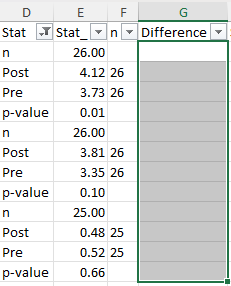 D E F G
Stat Stat_ n Difference
n 26.00
Post 4.12 26
Pre 3.73 26
p-value 0.01
n 26.00
Post 3.81 26
Pre 3.35 26
p-value 0.10
n 25.00
Post 0.48 25
Pre 0.52 25
p-value 0.66